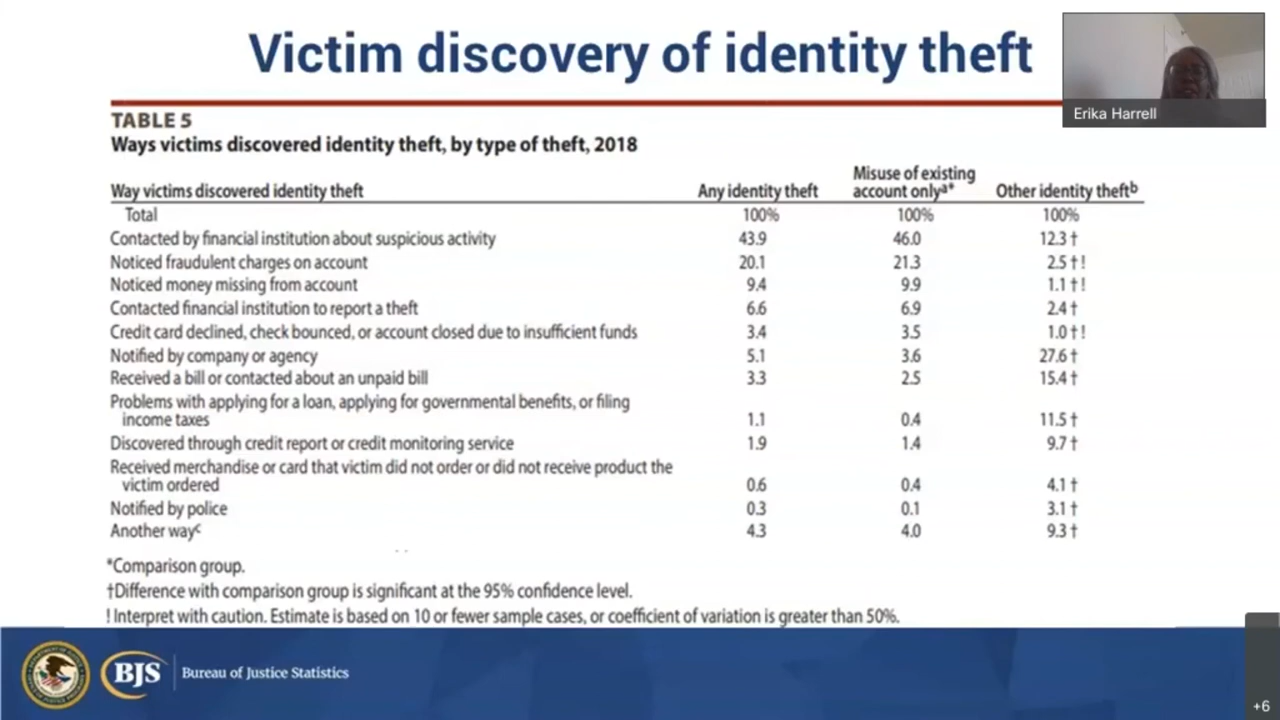 Victim discovery of identity theft
Erika Harrell
TABLE 5
Ways victims discovered identity theft, by type of theft, 2018
Way victims discovered identity theft Any identity theft Misuse of existing account only a* Other identity theft b
Total 100% 100% 100%
Contacted by financial institution about suspicious activity 43.9 46.0 12.3 †
Noticed fraudulent charges on account 20.1 21.3 2.5 † !
Noticed money missing from account 9.4 9.9 1.1 † !
Contacted financial institution to report a theft 6.6 6.9 2.4 †
Credit card declined, check bounced, or account closed due to insufficient funds 3.4 3.5 1.0 † !
Notified by company or agency 5.1 3.6 27.6 †
Received a bill or contacted about an unpaid bill 3.3 2.5 15.4 †
Problems with applying for a loan, applying for governmental benefits, or filing
income taxes 1.1 0.4 11.5 †
Discovered through credit report or credit monitoring service 1.9 1.4 9.7 †
Received merchandise or card that victim did not order or did not receive product the
victim ordered 0.6 0.4 4.1 †
Notified by police 0.3 0.1 3.1 †
Another way c 4.3 4.0 9.3 †
*Comparison group.
†Difference with comparison group is significant at the 95% confidence level.
! Interpret with caution. Estimate is based on 10 or fewer sample cases, or coefficient of variation is greater than 50%.
BJS
Bureau of Justice Statistics
+6